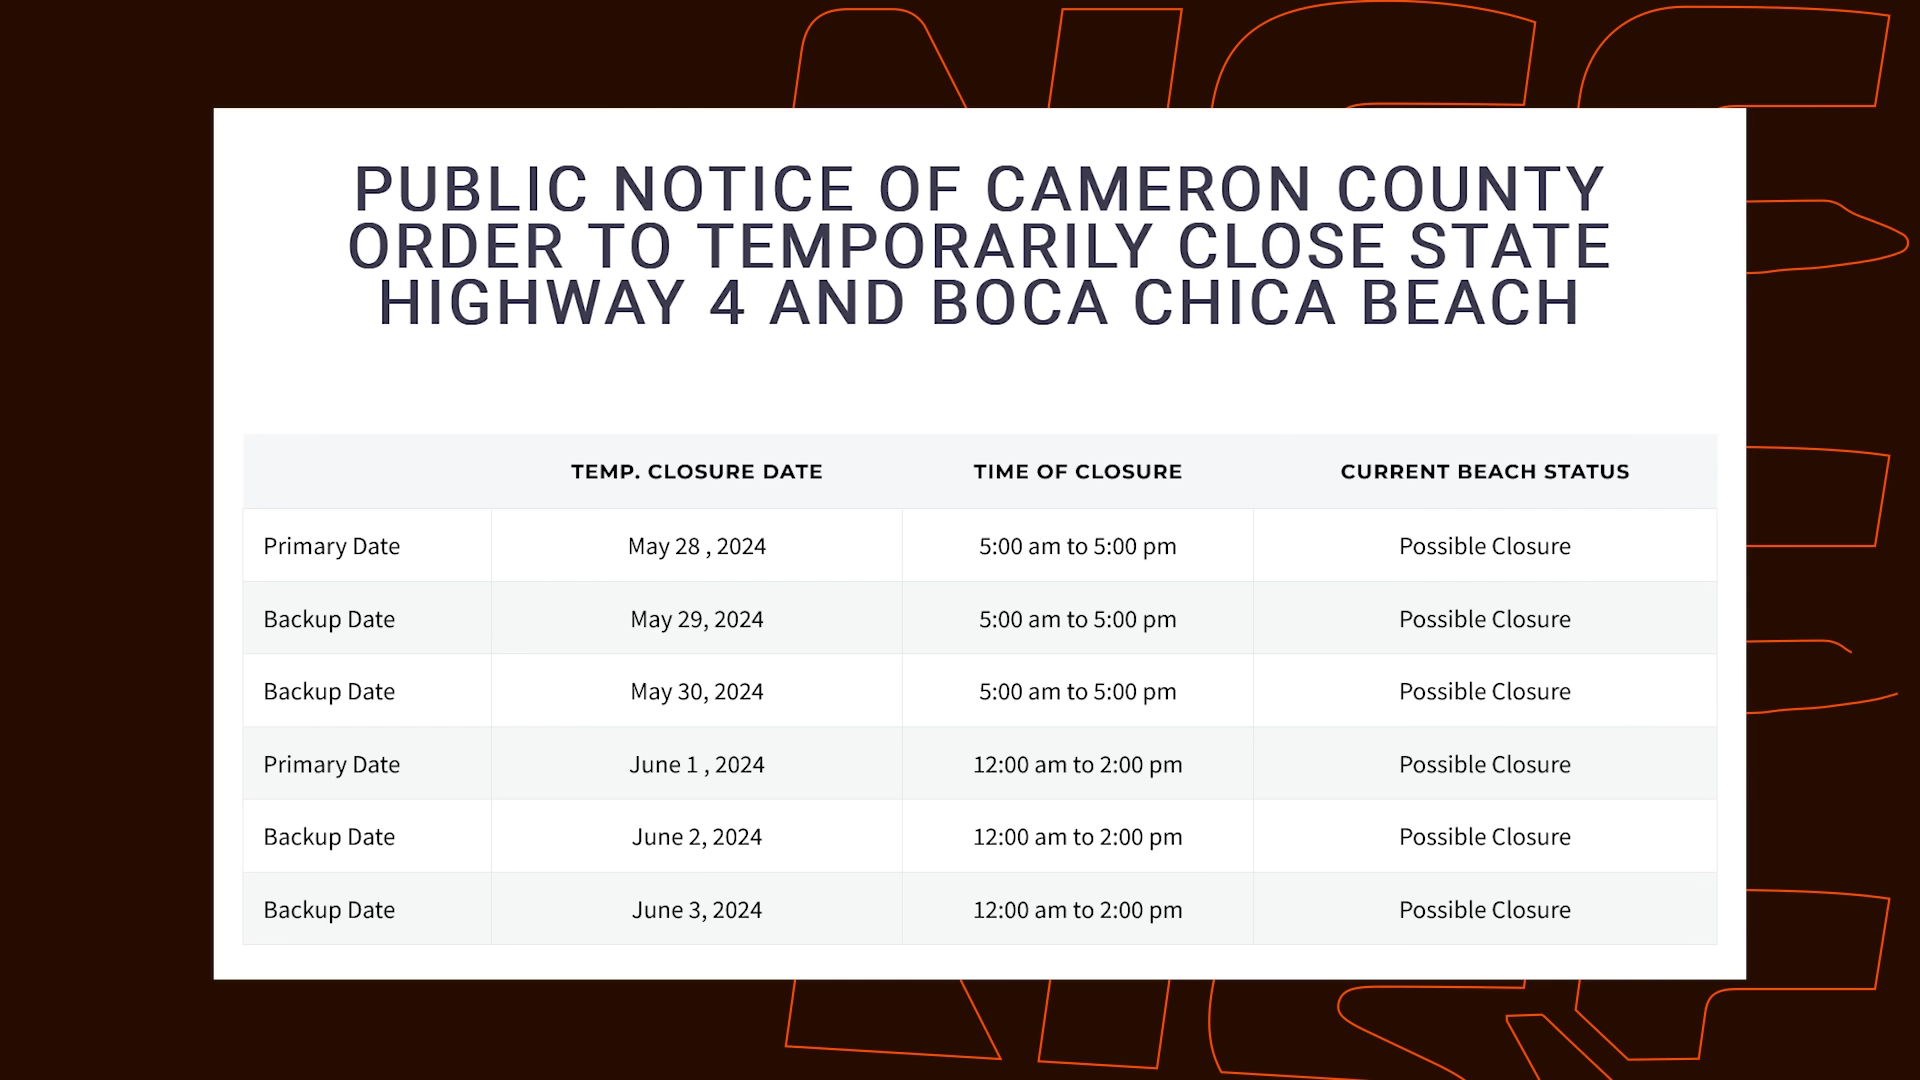 PUBLIC NOTICE OF CAMERON COUNTY
ORDER TO TEMPORARILY CLOSE STATE
HIGHWAY 4 AND BOCA CHICA BEACH
TEMP. CLOSURE DATE TIME OF CLOSURE CURRENT BEACH STATUS
Primary Date May 28 , 2024 5:00 am to 5:00 pm Possible Closure
Backup Date May 29, 2024 5:00 am to 5:00 pm Possible Closure
Backup Date May 30, 2024 5:00 am to 5:00 pm Possible Closure
Primary Date June 1 , 2024 12:00 am to 2:00 pm Possible Closure
Backup Date June 2, 2024 12:00 am to 2:00 pm Possible Closure
Backup Date June 3, 2024 12:00 am to 2:00 pm Possible Closure